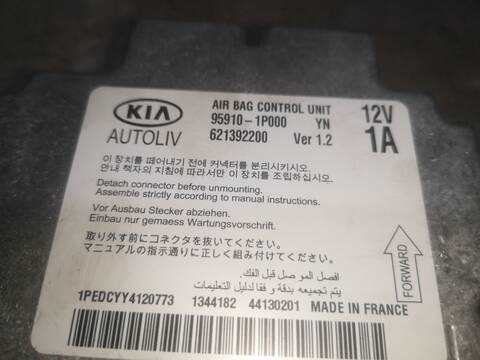 KIA
AUTOLIV
AIR BAG CONTROL UNIT
95910-1P000 YN
621392200 Ver 1.2
12V
1A
이 장치를 떼어내기 전에 커넥터를 분리시키시오.
안내 책자의 지침에 따라서만 이 장치를 조립하십시오.
Detach connector before unmounting.
Assemble strictly according to manual instructions.
Vor Ausbau Stecker abziehen.
Einbau nur gemaess Wartungsvorschrift.
取り外す前にコネクタを抜いてください。
マニュアルの指示通りに正しく組み付けてください。
افصل الموصل قبل الفك.
يتم تجميعه بدقة و فقا لدليل التعليمات
FORWARD
1PEDCYY4120773 1344182 44130201 MADE IN FRANCE